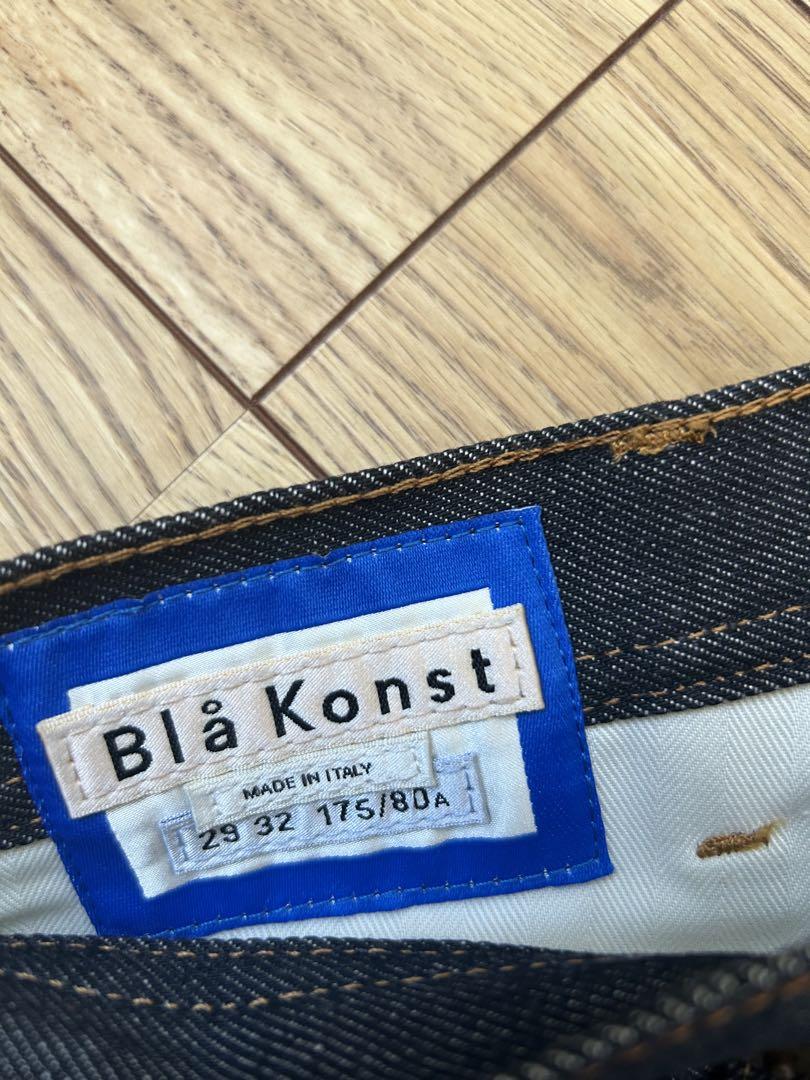 Blå Konst
MADE IN ITALY
29 32 175/80A